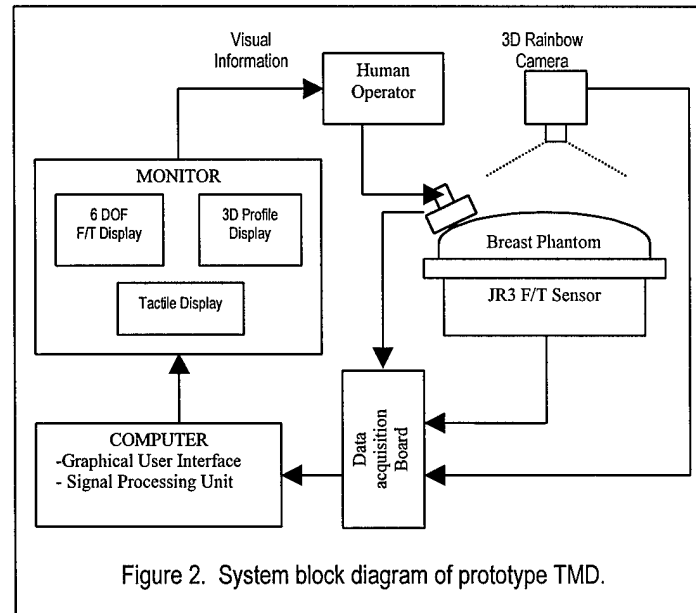 Visual
Information
3D Rainbow
Camera
Human
Operator
MONITOR
6 DOF
F/T Display
3D Profile
Display
Tactile Display
Breast Phantom
JR3 F/T Sensor
Data
acquisition
Board
COMPUTER
-Graphical User Interface
- Signal Processing Unit
Figure 2. System block diagram of prototype TMD.